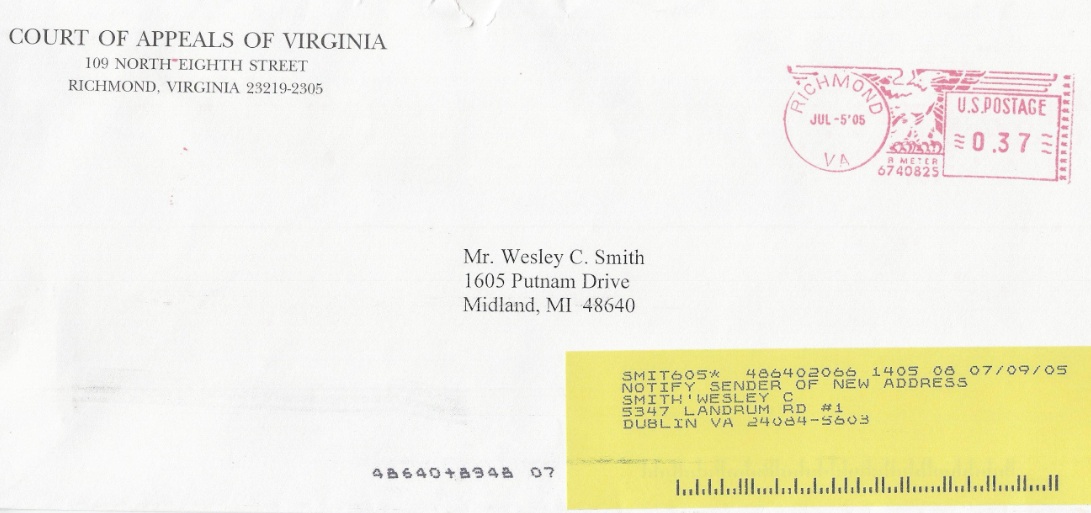 COURT OF APPEALS OF VIRGINIA
109 NORTH EIGHTH STREET
RICHMOND, VIRGINIA 23219-2305
RICHMOND
JUL -5'05
VA
U.S. POSTAGE
0.37
R METER
6740825
Mr. Wesley C. Smith
1605 Putnam Drive
Midland, MI 48640
SMIT605* 486402066 1405 08 07/09/05
NOTIFY SENDER OF NEW ADDRESS
SMITH'WESLEY C
5347 LANDRUM RD #1
DUBLIN VA 24084-5603
48640+8948 07